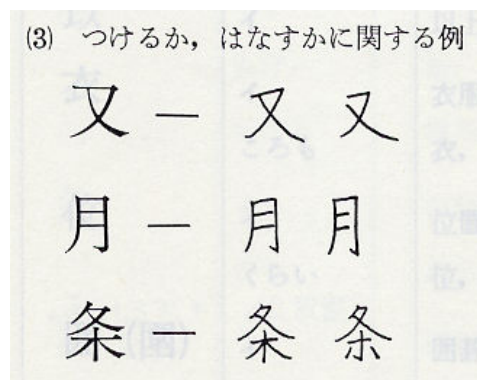 (3) つけるか，はなすかに関する例
又 — 又 又
月 — 月 月
条 — 条 条